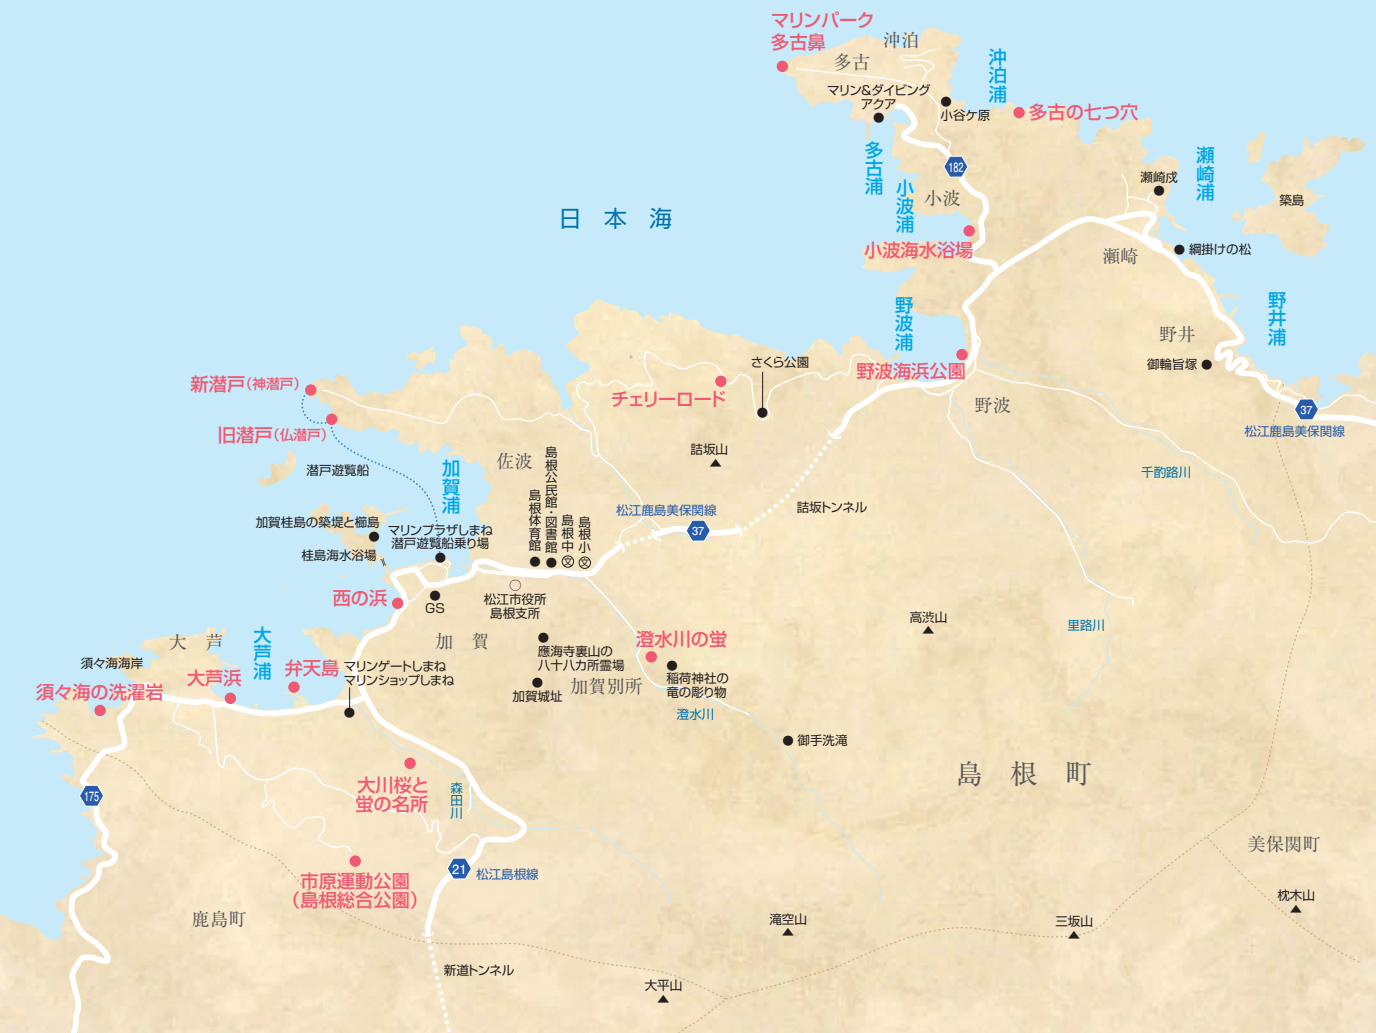 マリンパーク
多古鼻
沖泊
多古
マリン&ダイビング
アクア
小谷ケ原
沖泊浦
多古の七つ穴
多古浦
182
瀬崎浦
瀬崎戍
築島
小波浦
小波
日本海
小波海水浴場
瀬崎
綱掛けの松
野波浦
野井浦
野井
御輪旨塚
さくら公園
野波海浜公園
新潜戸(神潜戸)
チェリーロード
野波
37
松江鹿島美保関線
旧潜戸(仏潜戸)
詰坂山
佐波
潜戸遊覧船
加賀浦
千酌路川
島根公民館・図書館
島根体育館
島根中
島根小
文
文
松江鹿島美保関線
37
詰坂トンネル
加賀桂島の築堤と櫛島
マリンプラザしまね
潜戸遊覧船乗り場
桂島海水浴場
西の浜
GS
松江市役所
島根支所
高渋山
里路川
大芦
大芦浦
加賀
應海寺裏山の
八十八カ所霊場
澄水川の蛍
須々海海岸
弁天島
マリンゲートしまね
マリンショップしまね
大芦浜
須々海の洗濯岩
加賀城址
加賀別所
稲荷神社の
竜の彫り物
澄水川
御手洗滝
島根町
大川桜と
蛍の名所
森田川
175
美保関町
21
松江島根線
市原運動公園
(島根総合公園)
枕木山
鹿島町
滝空山
三坂山
新道トンネル
大平山